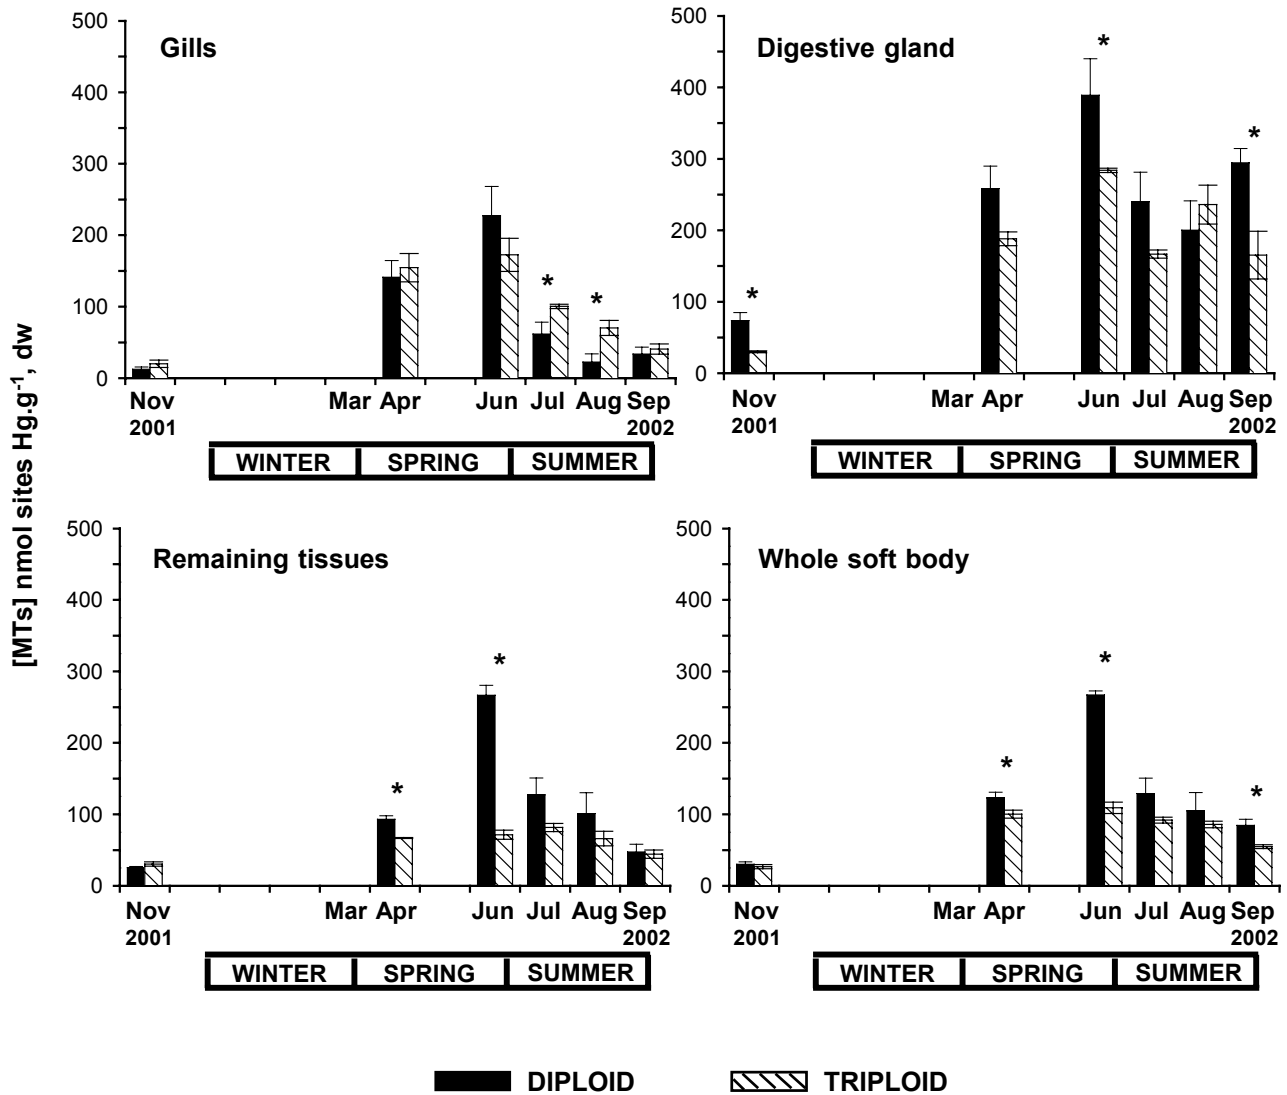 [MTs] nmol sites Hg.g⁻¹, dw
Gills
500
400
300
200
100
0
Nov Mar Apr Jun Jul Aug Sep
2001 2002
WINTER SPRING SUMMER
* *
Digestive gland
500
400
300
200
100
0
Nov Mar Apr Jun Jul Aug Sep
2001 2002
WINTER SPRING SUMMER
* * *
Remaining tissues
500
400
300
200
100
0
Nov Mar Apr Jun Jul Aug Sep
2001 2002
WINTER SPRING SUMMER
* *
Whole soft body
500
400
300
200
100
0
Nov Mar Apr Jun Jul Aug Sep
2001 2002
WINTER SPRING SUMMER
* * *
DIPLOID TRIPLOID